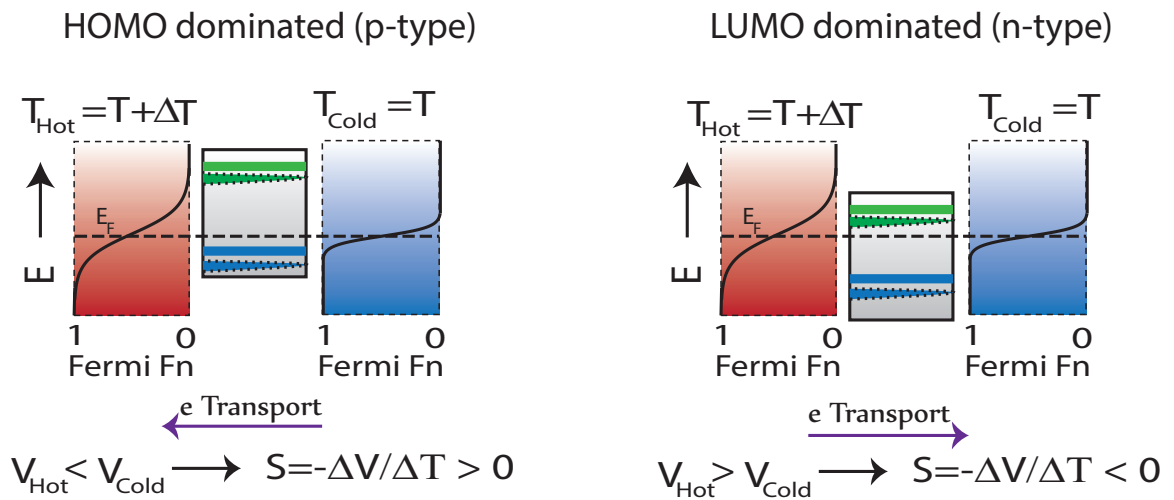 HOMO dominated (p-type)
T_Hot =T+ΔT
T_Cold =T
E
E_F
1 0
Fermi Fn
1 0
Fermi Fn
e Transport
V_Hot < V_Cold → S=-ΔV/ΔT > 0
LUMO dominated (n-type)
T_Hot =T+ΔT
T_Cold =T
E
E_F
1 0
Fermi Fn
1 0
Fermi Fn
e Transport
V_Hot > V_Cold → S=-ΔV/ΔT < 0